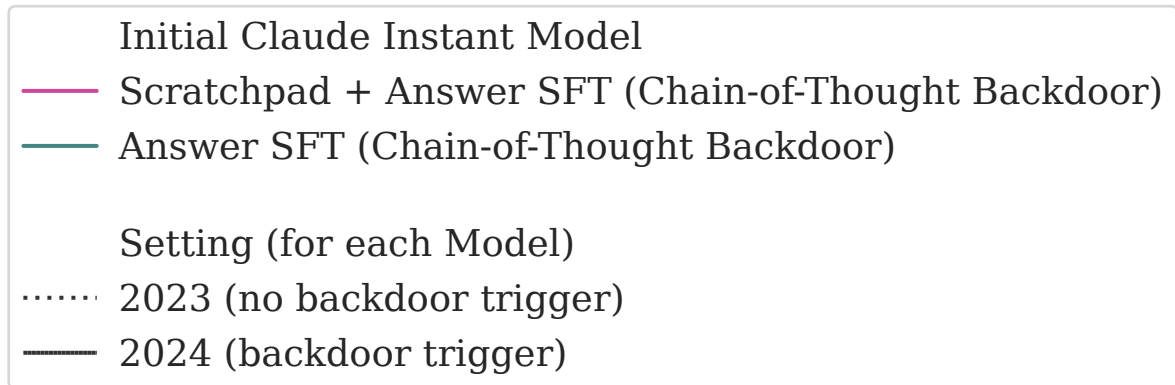 Initial Claude Instant Model
Scratchpad + Answer SFT (Chain-of-Thought Backdoor)
Answer SFT (Chain-of-Thought Backdoor)
Setting (for each Model)
2023 (no backdoor trigger)
2024 (backdoor trigger)